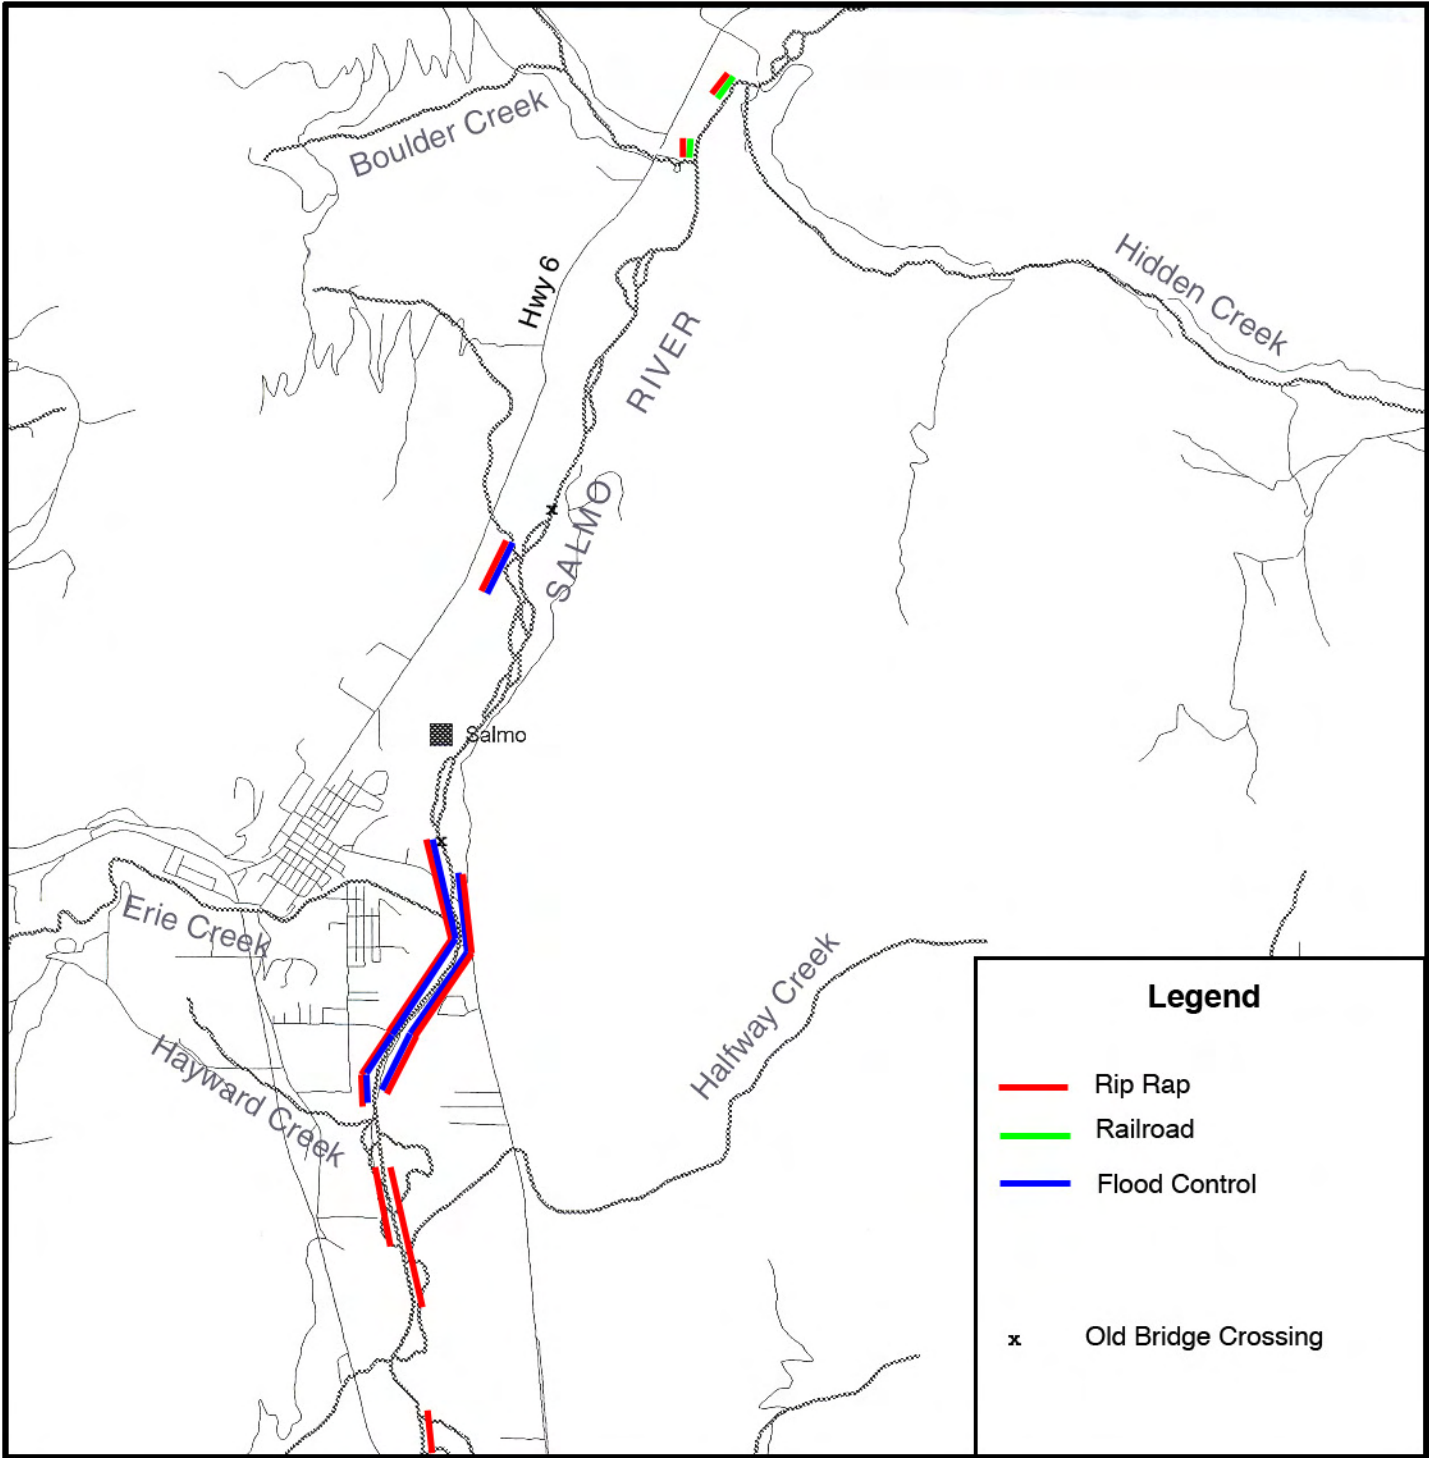 Boulder Creek
Hwy 6
Hidden Creek
SALMO RIVER
x
Salmo
x
Erie Creek
Hayward Creek
Halfway Creek
Legend
Rip Rap
Railroad
Flood Control
x Old Bridge Crossing